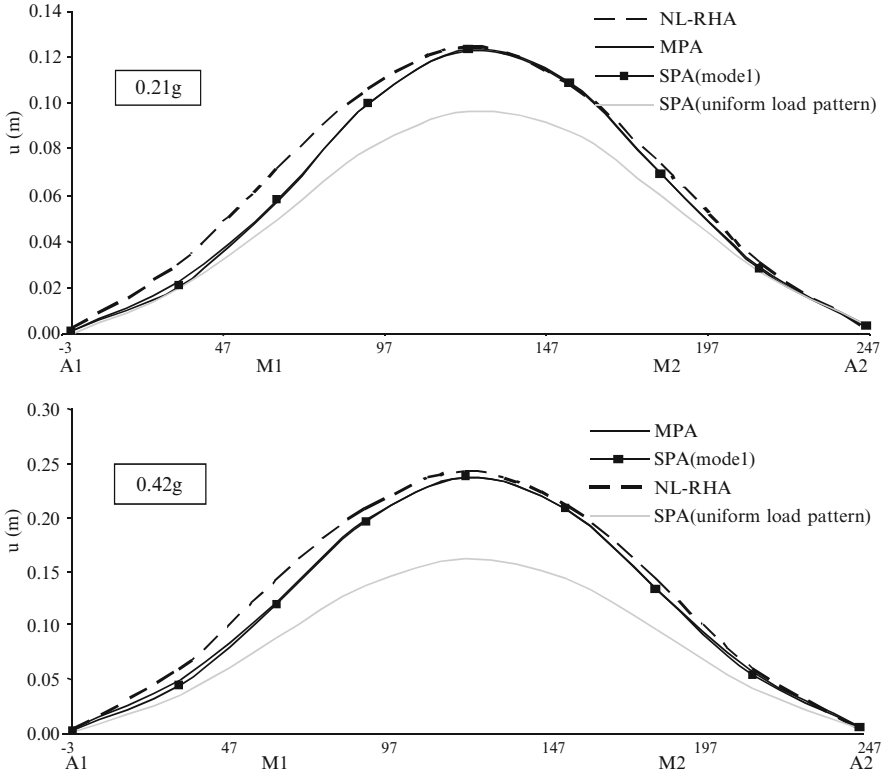 0.14
0.12
0.10
0.08
0.06
0.04
0.02
0.00
u (m)
0.21g
NL-RHA
MPA
SPA(mode1)
SPA(uniform load pattern)
-3 47 97 147 197 247
A1 M1 M2 A2
0.30
0.25
0.20
0.15
0.10
0.05
0.00
u (m)
0.42g
MPA
SPA(mode1)
NL-RHA
SPA(uniform load pattern)
-3 47 97 147 197 247
A1 M1 M2 A2